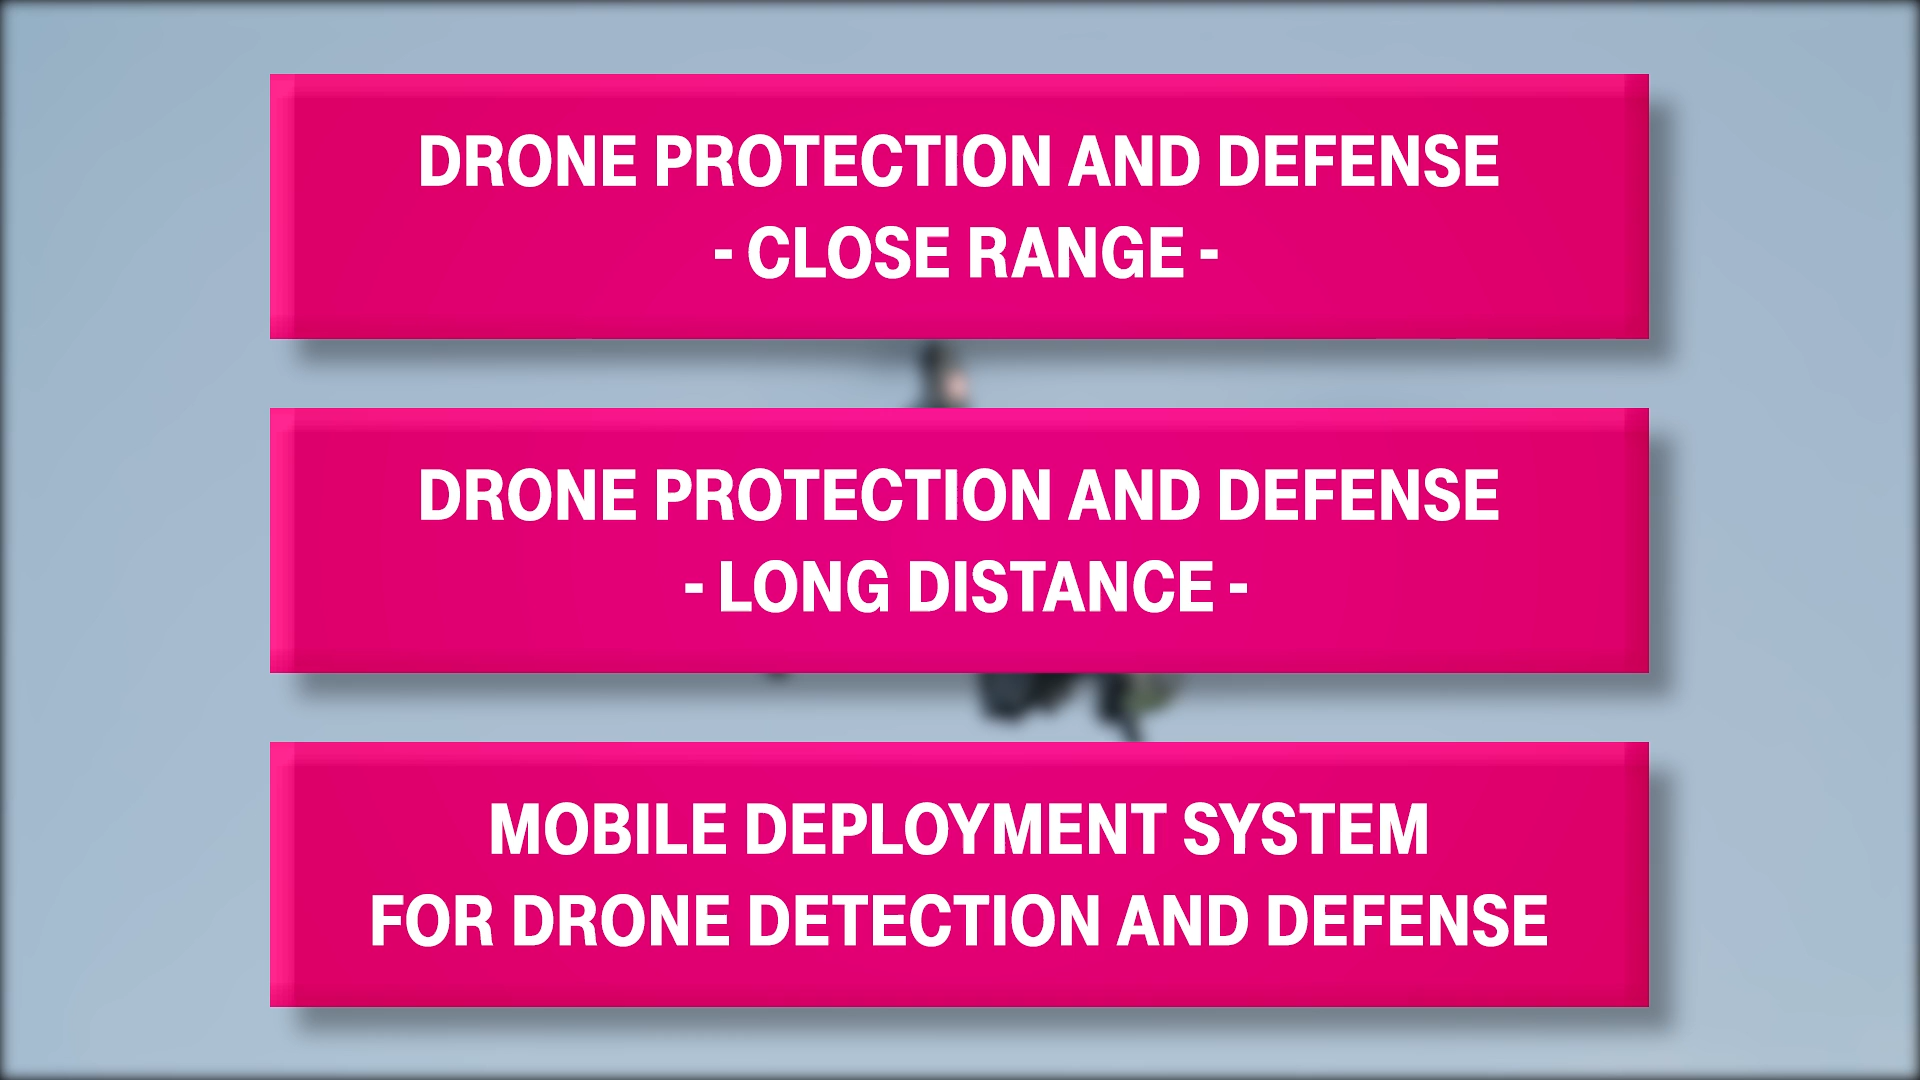 DRONE PROTECTION AND DEFENSE
- CLOSE RANGE -
DRONE PROTECTION AND DEFENSE
- LONG DISTANCE -
MOBILE DEPLOYMENT SYSTEM
FOR DRONE DETECTION AND DEFENSE